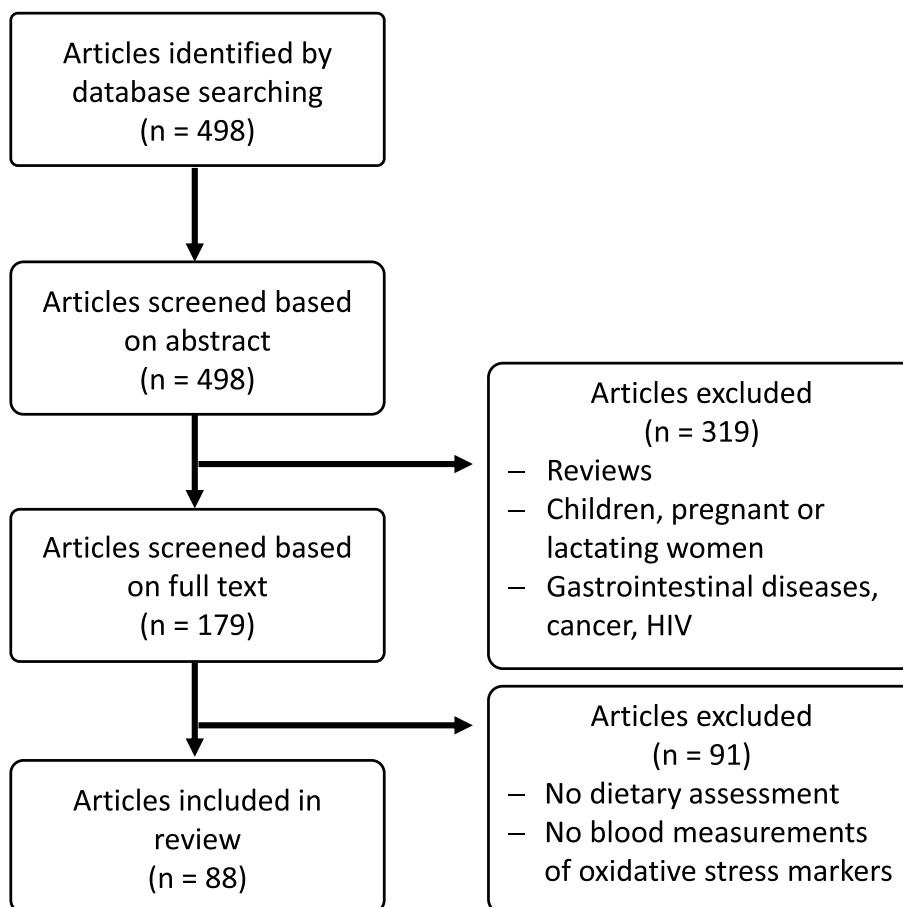 Articles identified by
database searching
(n = 498)
Articles screened based
on abstract
(n = 498)
Articles excluded
(n = 319)
– Reviews
– Children, pregnant or
lactating women
– Gastrointestinal diseases,
cancer, HIV
Articles screened based
on full text
(n = 179)
Articles excluded
(n = 91)
– No dietary assessment
– No blood measurements
of oxidative stress markers
Articles included in
review
(n = 88)